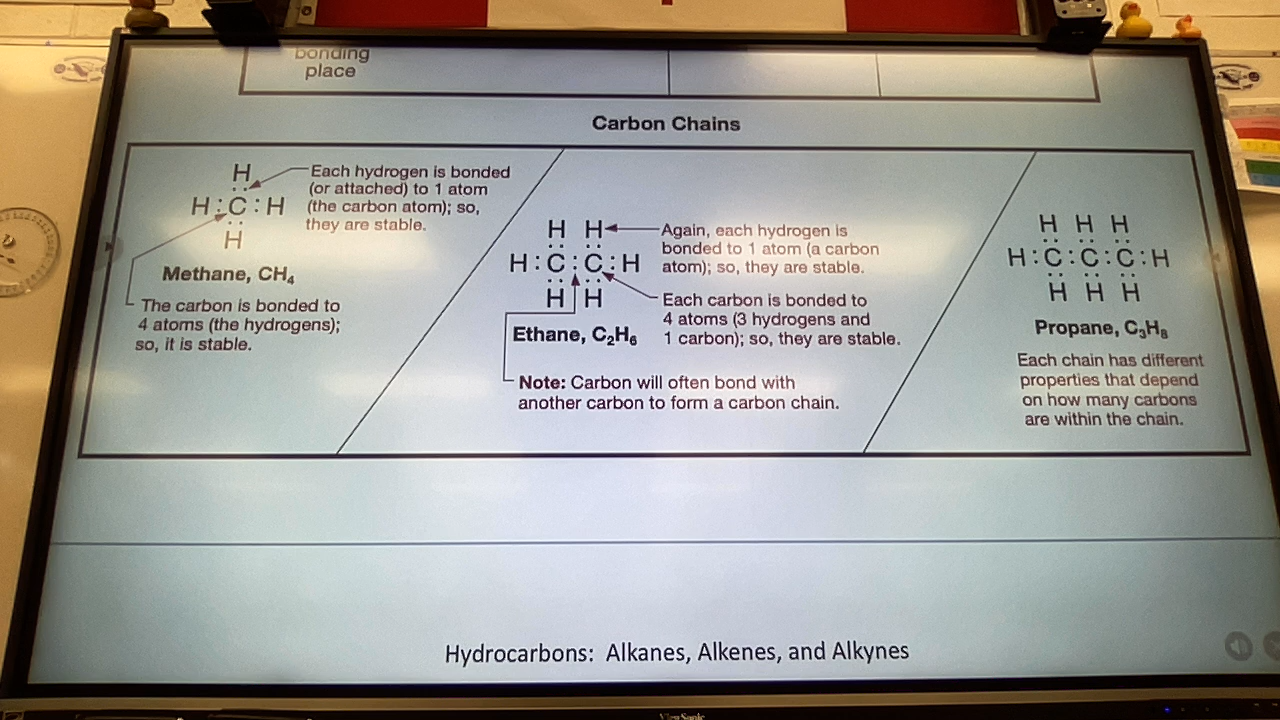 bonding
place
Carbon Chains
H
H : C : H
H
Each hydrogen is bonded
(or attached) to 1 atom
(the carbon atom); so,
they are stable.
Methane, CH₄
The carbon is bonded to
4 atoms (the hydrogens);
so, it is stable.
H H
H : C : C : H
H H
Ethane, C₂H₆
Again, each hydrogen is
bonded to 1 atom (a carbon
atom); so, they are stable.
Each carbon is bonded to
4 atoms (3 hydrogens and
1 carbon); so, they are stable.
Note: Carbon will often bond with
another carbon to form a carbon chain.
H H H
H : C : C : C : H
H H H
Propane, C₃H₈
Each chain has different
properties that depend
on how many carbons
are within the chain.
Hydrocarbons: Alkanes, Alkenes, and Alkynes
ViewSonic